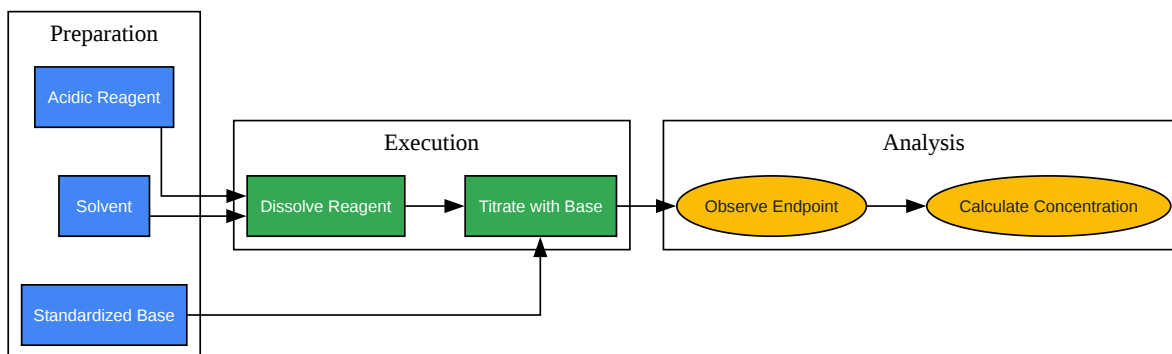 Preparation
Acidic Reagent
Solvent
Standardized Base
Execution
Dissolve Reagent
Titrate with Base
Analysis
Observe Endpoint
Calculate Concentration